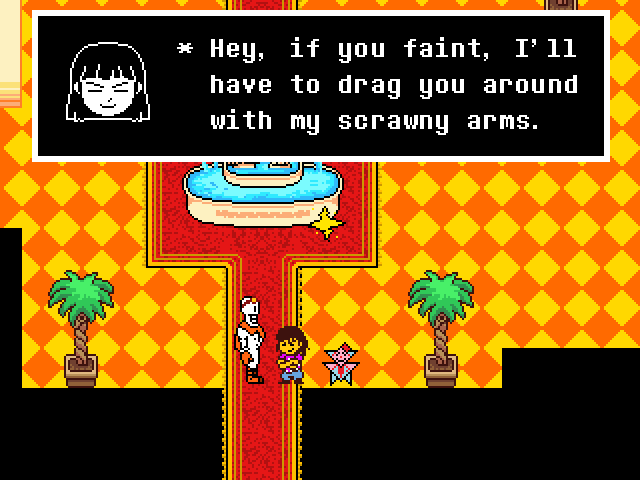 * Hey, if you faint, I'll
have to drag you around
with my scrawny arms.